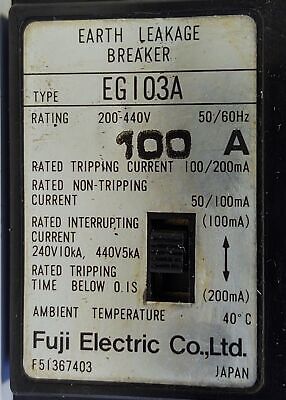 EARTH LEAKAGE
BREAKER
TYPE EG103A
RATING 200-440V 50/60Hz
100 A
RATED TRIPPING CURRENT 100/200mA
RATED NON-TRIPPING
CURRENT 50/100mA
RATED INTERRUPTING (100mA)
CURRENT
240V10kA, 440V5kA
RATED TRIPPING
TIME BELOW 0.1S (200mA)
AMBIENT TEMPERATURE 40°C
Fuji Electric Co.,Ltd.
F51367403 JAPAN